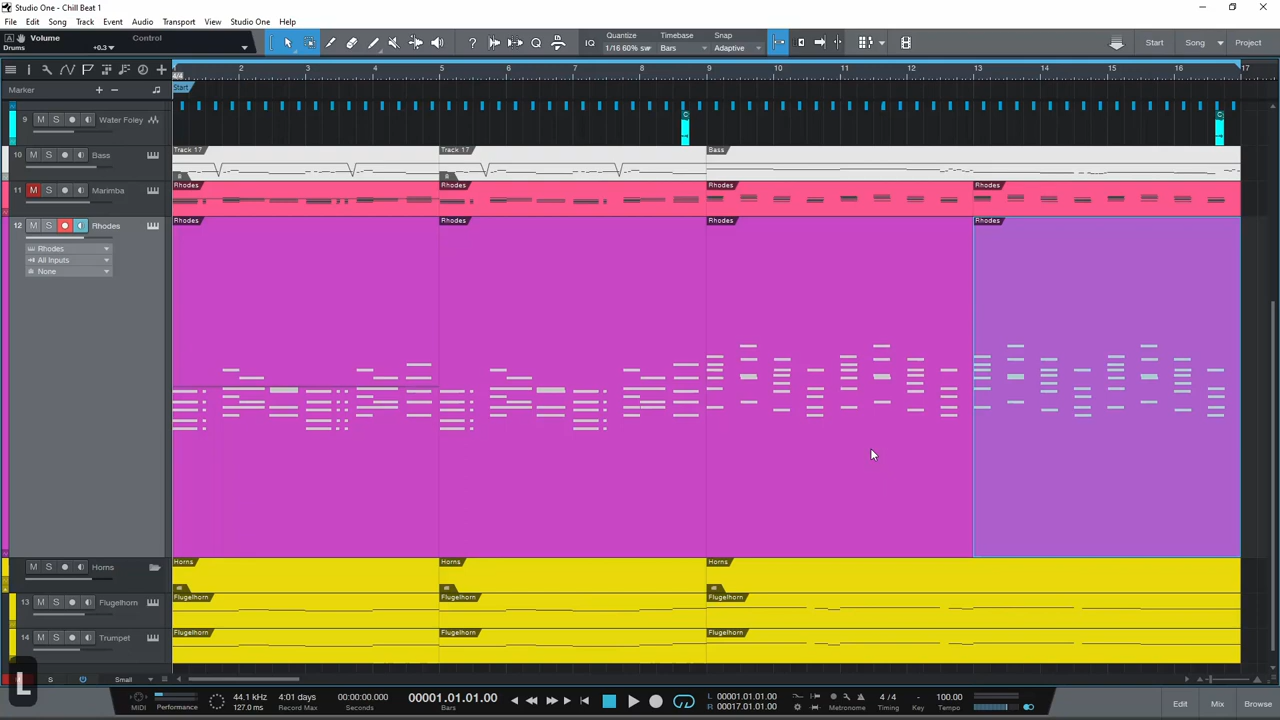 Studio One - Chill Beat 1
File Edit Song Track Event Audio Transport View Studio One Help
Volume Control
Drums +0.3
IQ
Quantize Timebase Snap
1/16 60% sw Bars Adaptive
Start Song Project
4/4 2 3 4 5 6 7 8 9 10 11 12 13 14 15 16 17
Marker Start
9 M S Water Foley
10 M S Bass
Track 17 Track 17 Bass
11 M S Marimba
Rhodes Rhodes Rhodes Rhodes
12 M S Rhodes
Rhodes Rhodes Rhodes Rhodes
Rhodes
All Inputs
None
M S Horns
Horns Horns Horns
13 M S Flugelhorn
Flugelhorn Flugelhorn Flugelhorn
14 M S Trumpet
Flugelhorn Flugelhorn Flugelhorn
L
S Small
MIDI Performance
44.1 kHz
127.0 ms
4:01 days
Record Max
00:00:00.000
Seconds
00001.01.01.00
Bars
L 00001.01.01.00
R 00017.01.01.00
Metronome
4 / 4
Timing
-
Key
100.00
Tempo
Edit Mix Browse